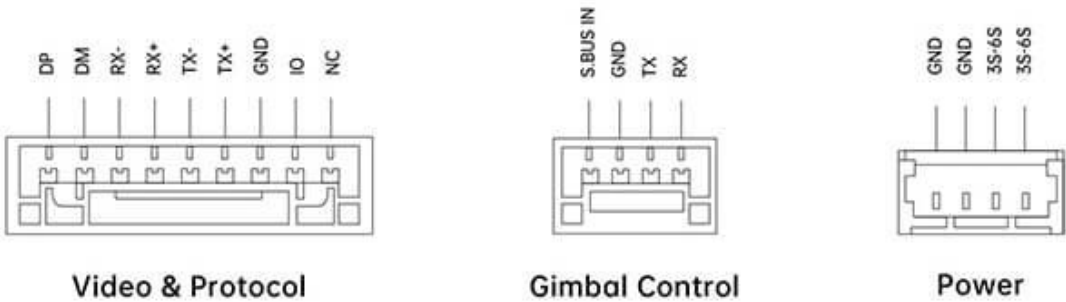 DP
DM
RX-
RX+
TX-
TX+
GND
IO
NC
Video & Protocol
S.BUS IN
GND
TX
RX
Gimbal Control
GND
GND
3S-6S
3S-6S
Power